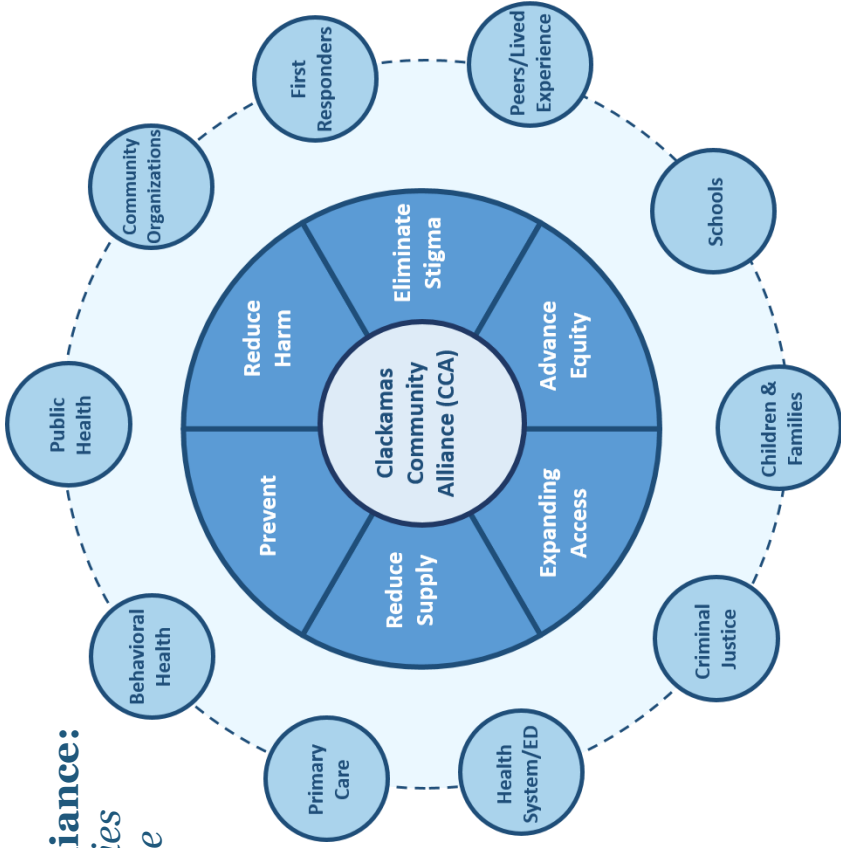 liance:
ies
e
Public
Health
Behavioral
Health
Community
Organizations
Primary
Care
First
Responders
Health
System/ED
Peers/Lived
Experience
Criminal
Justice
Schools
Children &
Families
Prevent
Reduce
Harm
Reduce
Supply
Clackamas
Community
Alliance (CCA)
Eliminate
Stigma
Expanding
Access
Advance
Equity